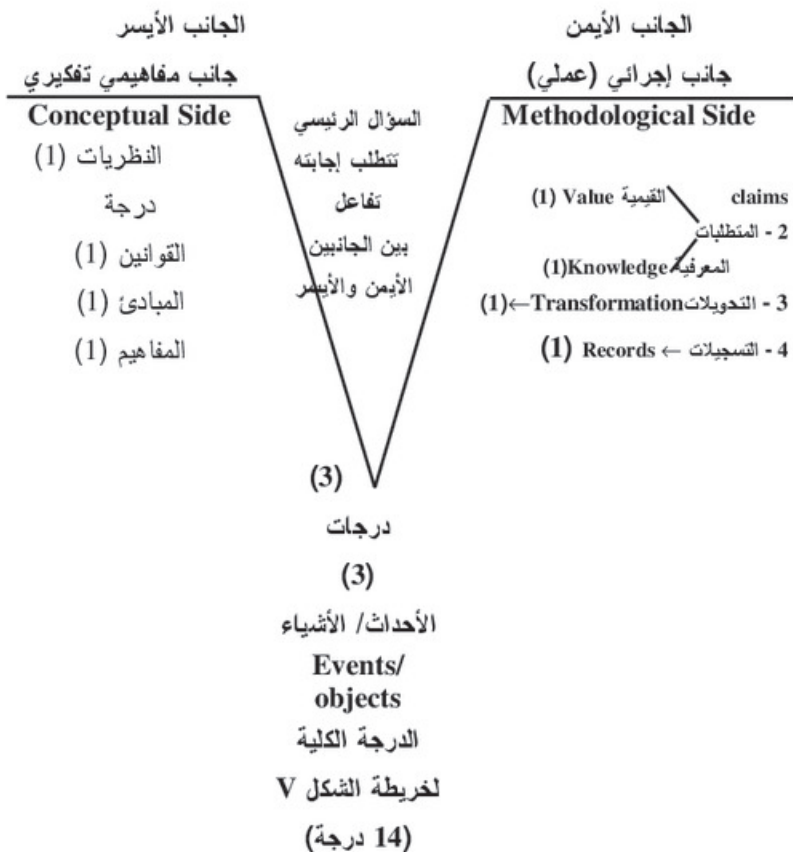 الجانب الأيمن
جانب إجرائي (عملي)
Methodological Side
القيمية Value (1)
claims
2 - المتطلبات
المعرفية Knowledge(1)
3 - التحويلات Transformation ← (1)
4 - التسجيلات ← Records (1)
السؤال الرئيسي
تتطلب إجابته
تفاعل
بين الجانبين
الأيمن والأيسر
الجانب الأيسر
جانب مفاهيمي تفكيري
Conceptual Side
النظريات (1)
درجة
القوانين (1)
المبادئ (1)
المفاهيم (1)
(3)
درجات
(3)
الأحداث/ الأشياء
Events/
objects
الدرجة الكلية
لخريطة الشكل V
(14 درجة)